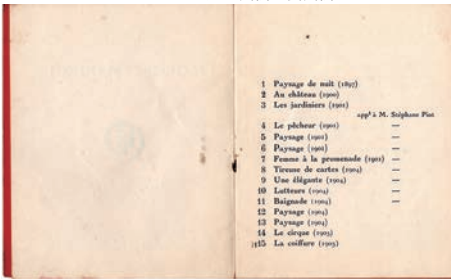 1 Paysage de nuit (1897)
2 Au château (1900)
3 Les jardiniers (1901)
appt à M. Stéphane Piot
4 Le pêcheur (1901) —
5 Paysage (1901) —
6 Paysage (1902) —
7 Femme à la promenade (1901) —
8 Tireuse de cartes (1904) —
9 Une élégante (1904) —
10 Lutteurs (1904) —
11 Baignade (1904) —
12 Paysage (1904)
13 Paysage (1904)
14 Le cirque (1905)
15 La coiffure (1905)